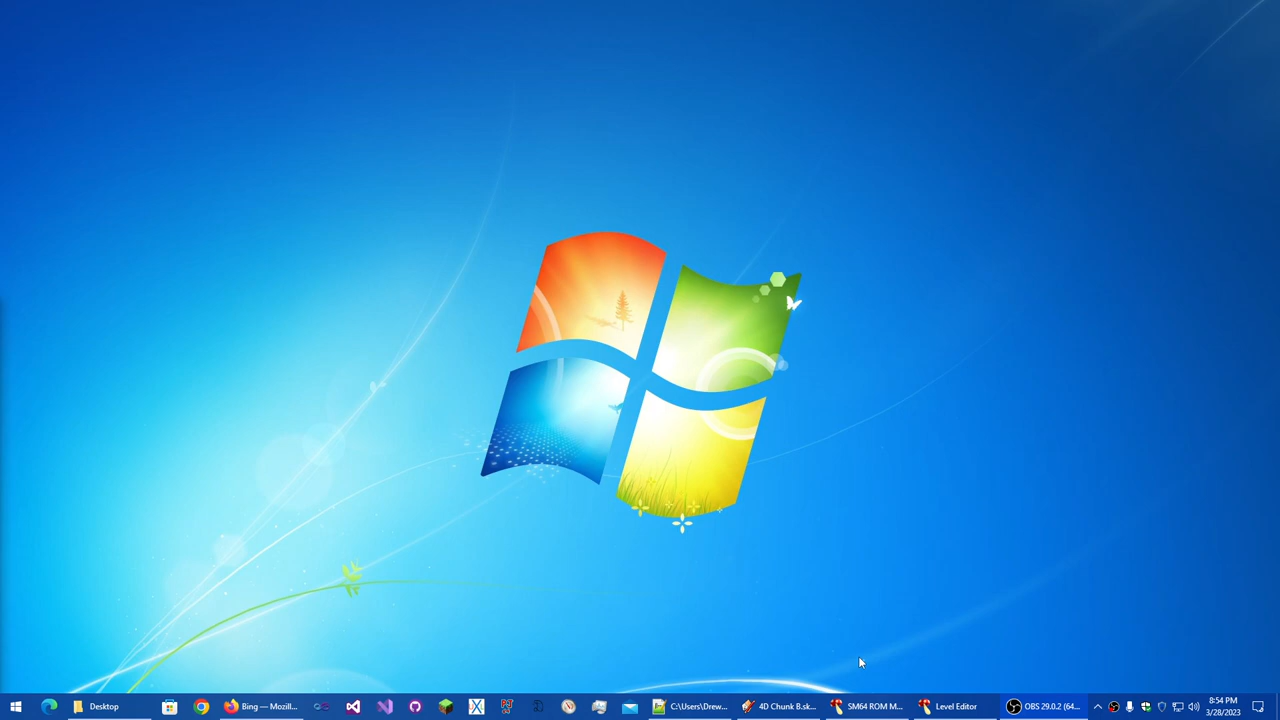 Desktop
Bing — Mozill...
C:\Users\Drew...
4D Chunk B.sk...
SM64 ROM M...
Level Editor
OBS 29.0.2 (64...
8:54 PM
3/28/2023